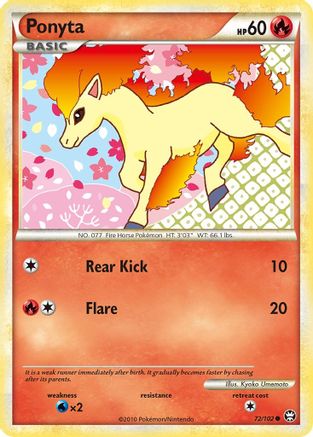 Ponyta HP60
BASIC
NO. 077 Fire Horse Pokémon HT: 3'03" WT: 66.1 lbs.
Rear Kick 10
Flare 20
It is a weak runner immediately after birth. It gradually becomes faster by chasing
after its parents.
Illus. Kyoko Umemoto
weakness resistance retreat cost
×2
©2010 Pokémon/Nintendo 72/102